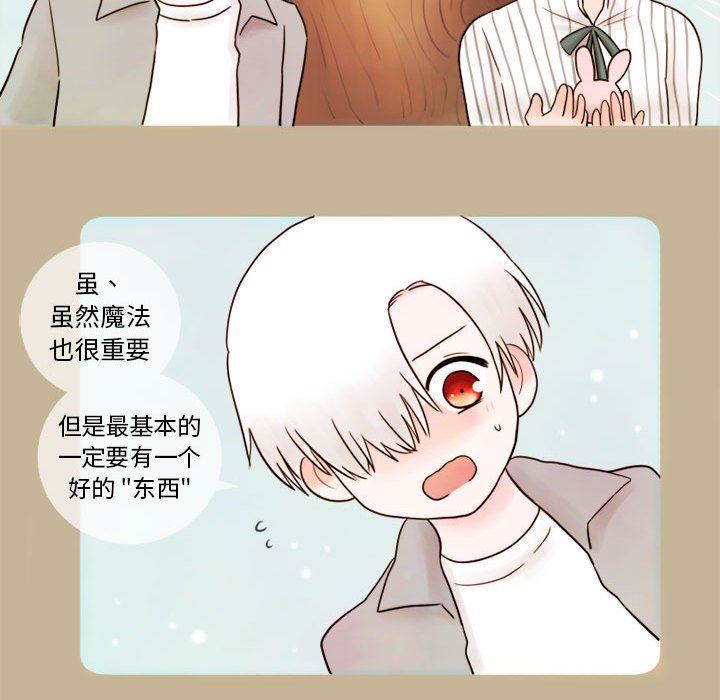 虽、
虽然魔法
也很重要
但是最基本的
一定要有一个
好的 "东西"